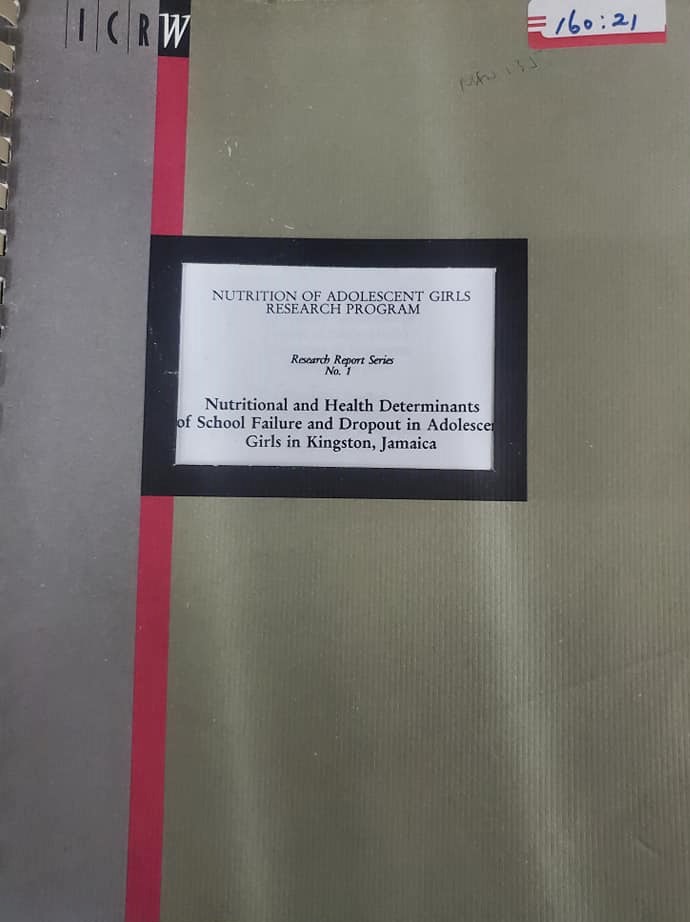 ICRW
160:21
NUTRITION OF ADOLESCENT GIRLS
RESEARCH PROGRAM
Research Report Series
No. 1
Nutritional and Health Determinants
of School Failure and Dropout in Adolescen
Girls in Kingston, Jamaica